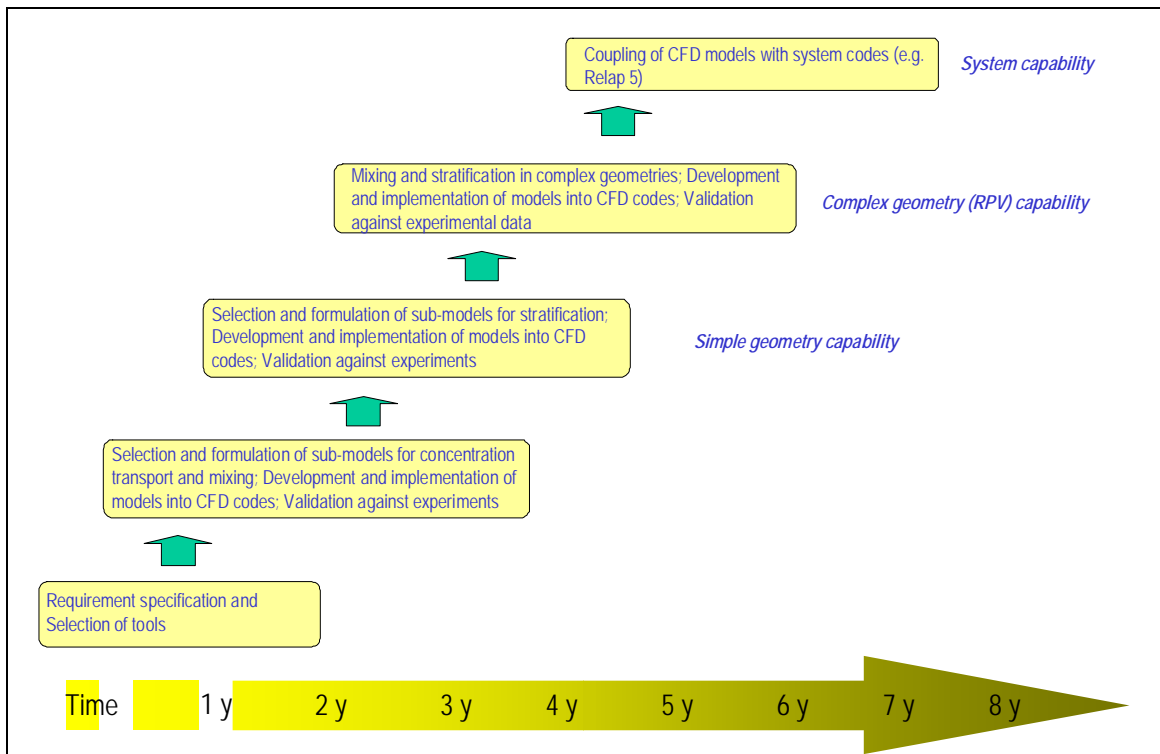 Coupling of CFD models with system codes (e.g.
Relap 5)
System capability
Mixing and stratification in complex geometries; Development
and implementation of models into CFD codes; Validation
against experimental data
Complex geometry (RPV) capability
Selection and formulation of sub-models for stratification;
Development and implementation of models into CFD
codes; Validation against experiments
Simple geometry capability
Selection and formulation of sub-models for concentration
transport and mixing; Development and implementation of
models into CFD codes; Validation against experiments
Requirement specification and
Selection of tools
Time 1 y 2 y 3 y 4 y 5 y 6 y 7 y 8 y